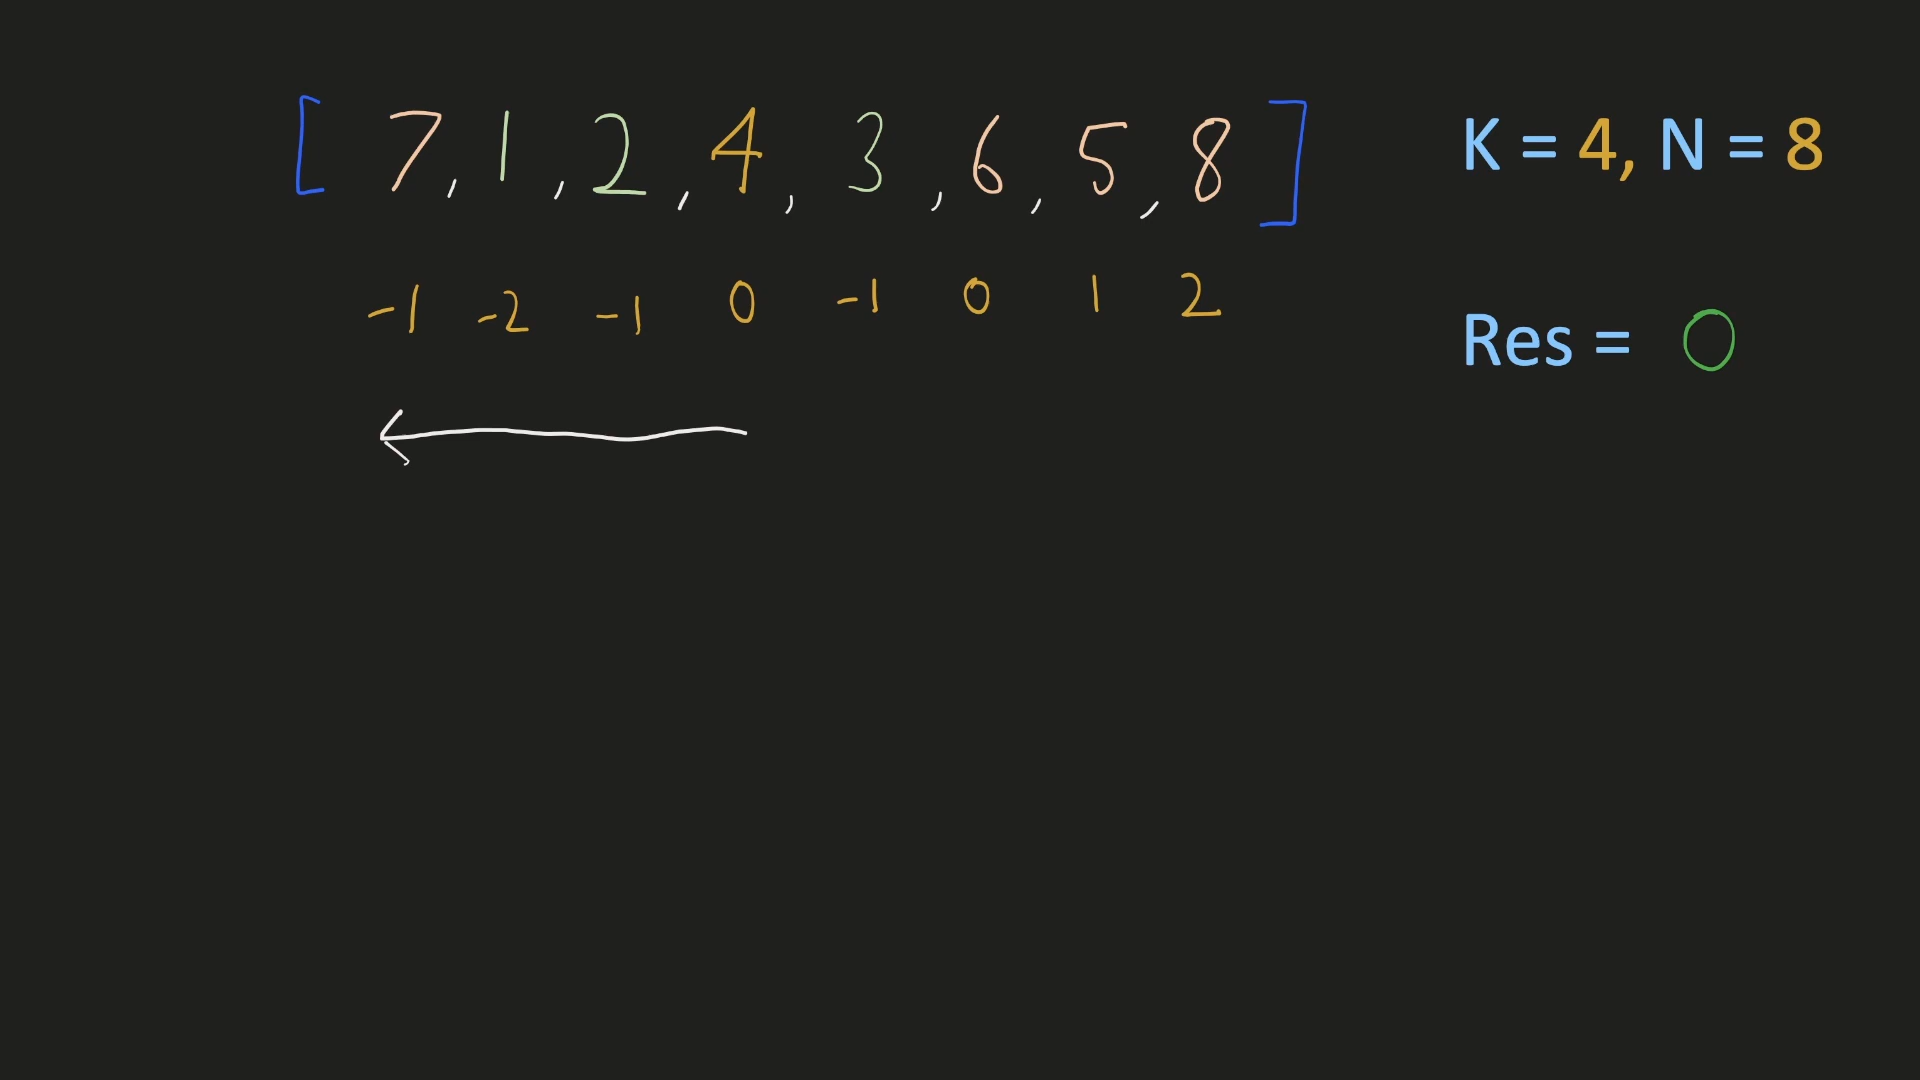 [ 7, 1, 2, 4, 3, 6, 5, 8 ]
K = 4, N = 8
-1 -2 -1 0 -1 0 1 2
Res = 0